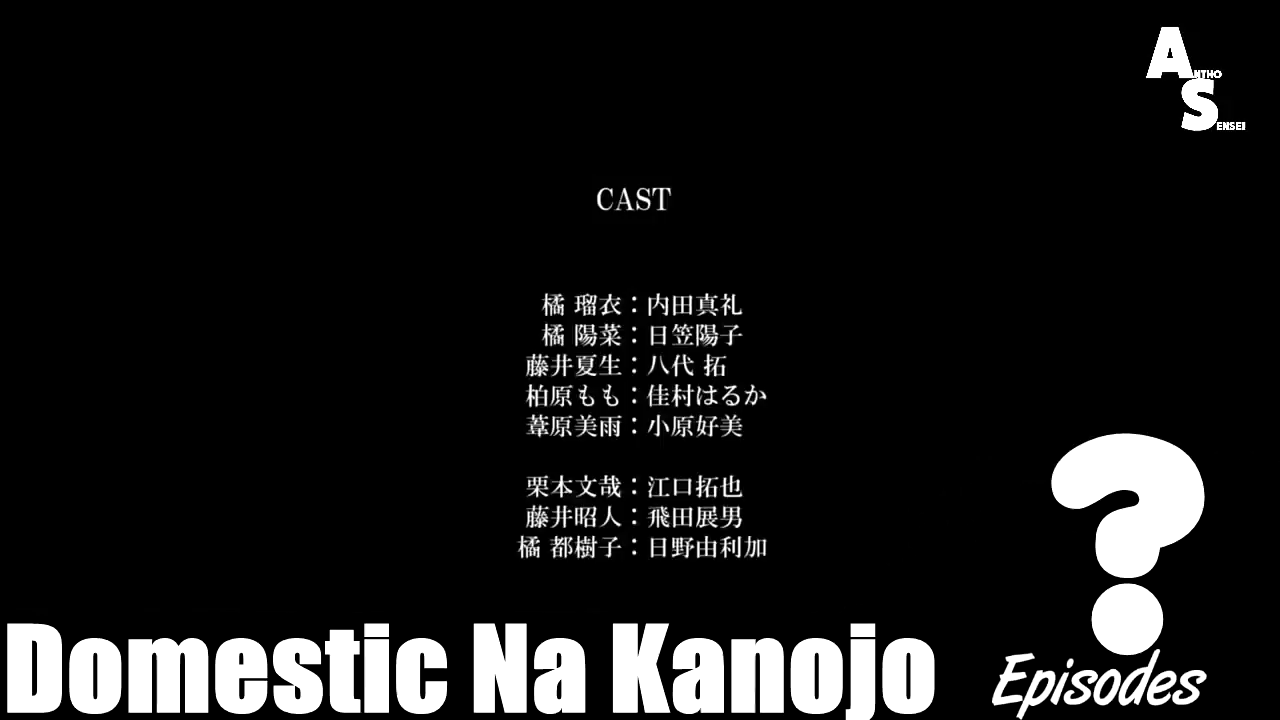 ANTHO
SENSEI
CAST
橘 瑠衣：内田真礼
橘 陽菜：日笠陽子
藤井夏生：八代 拓
柏原もも：佳村はるか
葦原美雨：小原好美
栗本文哉：江口拓也
藤井昭人：飛田展男
橘 都樹子：日野由利加
?
Domestic Na Kanojo
Episodes